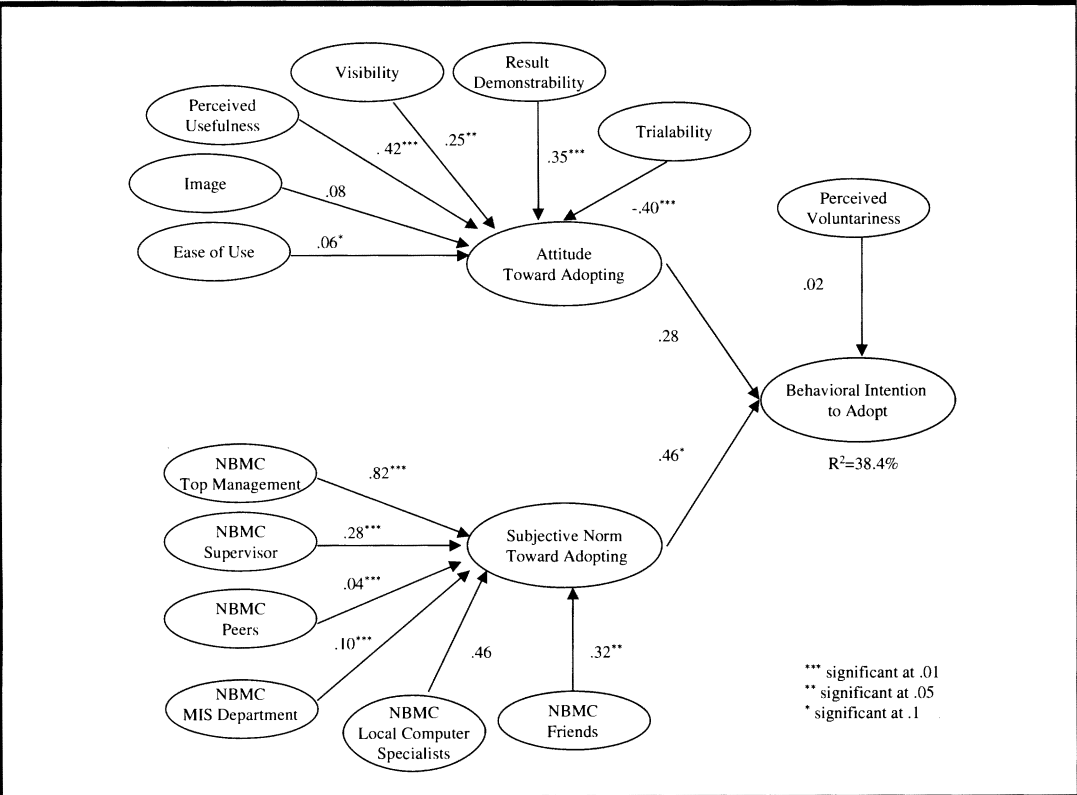 Visibility
Result
Demonstrability
Perceived
Usefulness
Trialability
. 42***
.25**
.35***
Image
.08
-.40***
Perceived
Voluntariness
Ease of Use
.06*
Attitude
Toward Adopting
.02
.28
Behavioral Intention
to Adopt
R²=38.4%
.46*
NBMC
Top Management
.82***
NBMC
Supervisor
.28***
Subjective Norm
Toward Adopting
NBMC
Peers
.04***
.10***
.46
.32**
NBMC
MIS Department
NBMC
Local Computer
Specialists
NBMC
Friends
*** significant at .01
** significant at .05
* significant at .1